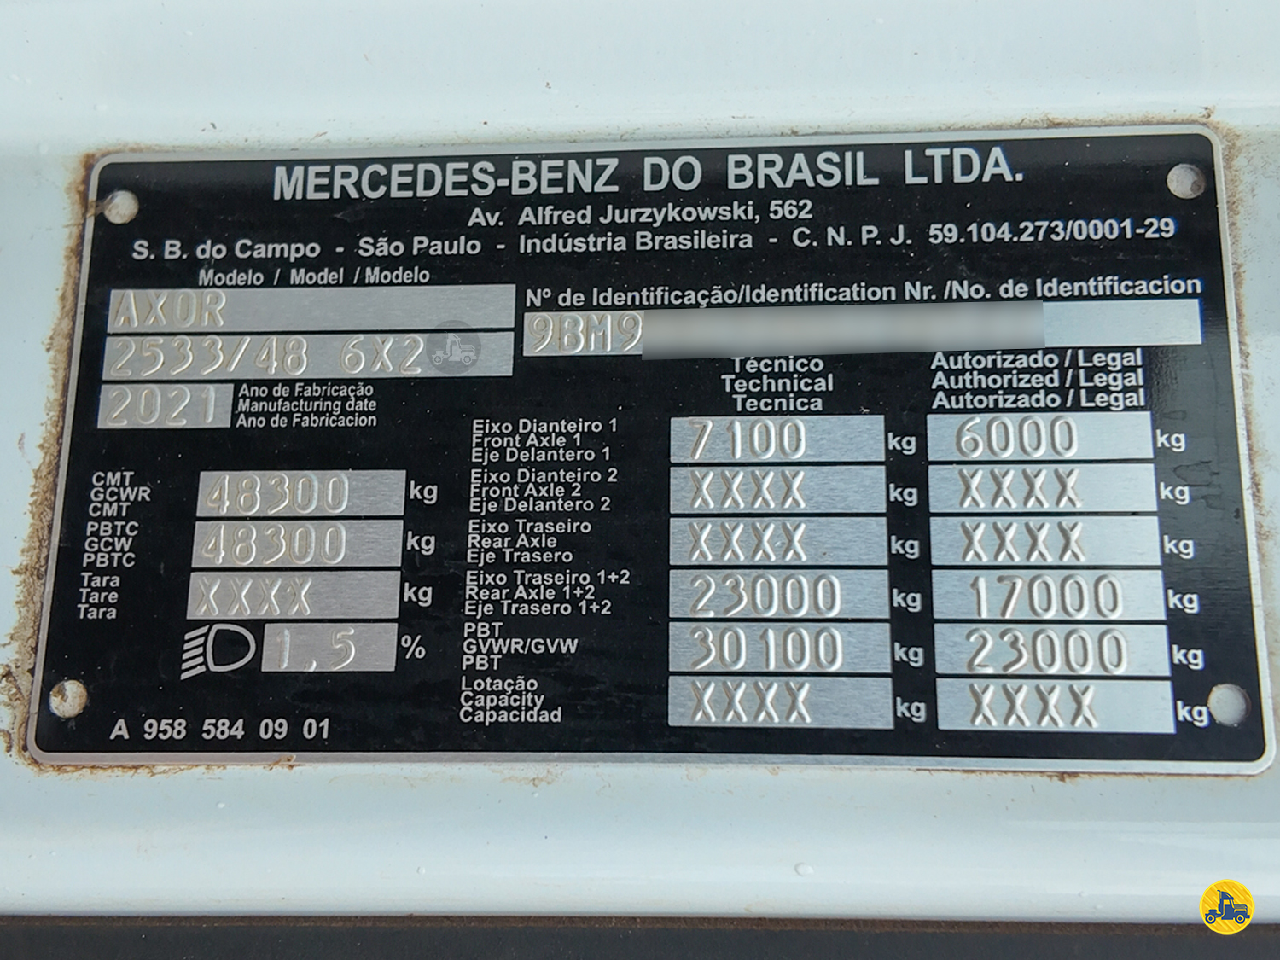 MERCEDES-BENZ DO BRASIL LTDA.
Av. Alfred Jurzykowski, 562
S. B. do Campo - São Paulo - Indústria Brasileira - C. N. P. J. 59.104.273/0001-29
Modelo / Model / Modelo
AXOR
2533/48 6X2
2021
Ano de Fabricação
Manufacturing date
Ano de Fabricacion
Nº de Identificação/Identification Nr. /No. de Identificacion
9BM9
Técnico
Technical
Tecnica
Autorizado / Legal
Authorized / Legal
Autorizado / Legal
CMT
GCWR
CMT
48300 kg
PBTC
GCW
PBTC
48300 kg
Tara
Tare
Tara
XXXX kg
1,5 %
A 958 584 09 01
Eixo Dianteiro 1
Front Axle 1
Eje Delantero 1
7100 kg 6000 kg
Eixo Dianteiro 2
Front Axle 2
Eje Delantero 2
XXXX kg XXXX kg
Eixo Traseiro
Rear Axle
Eje Trasero
XXXX kg XXXX kg
Eixo Traseiro 1+2
Rear Axle 1+2
Eje Trasero 1+2
23000 kg 17000 kg
PBT
GVWR/GVW
PBT
30100 kg 23000 kg
Lotação
Capacity
Capacidad
XXXX kg XXXX kg